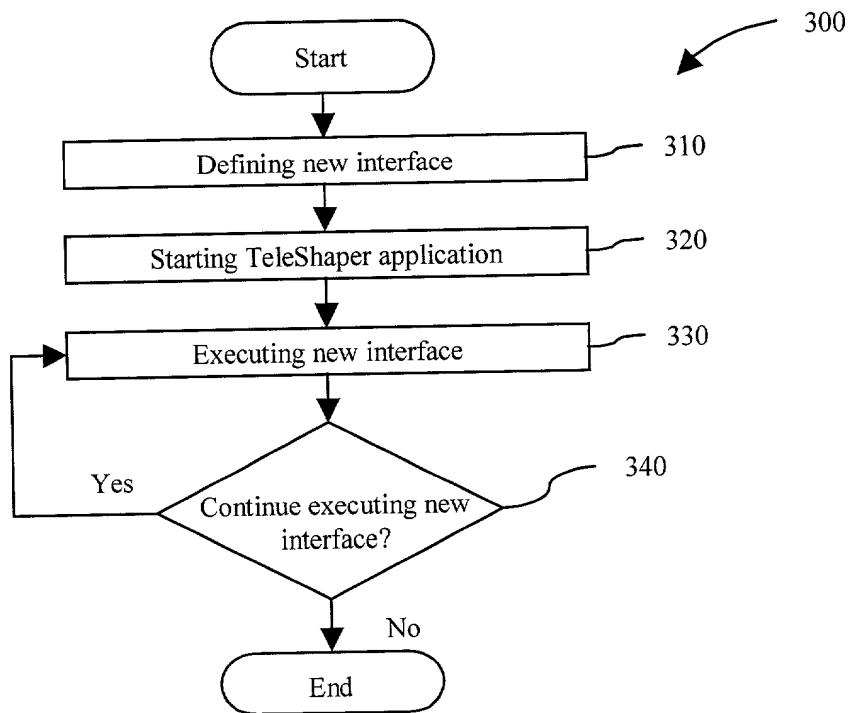 300
Start
Defining new interface
310
Starting TeleShaper application
320
Executing new interface
330
Yes
340
Continue executing new
interface?
No
End